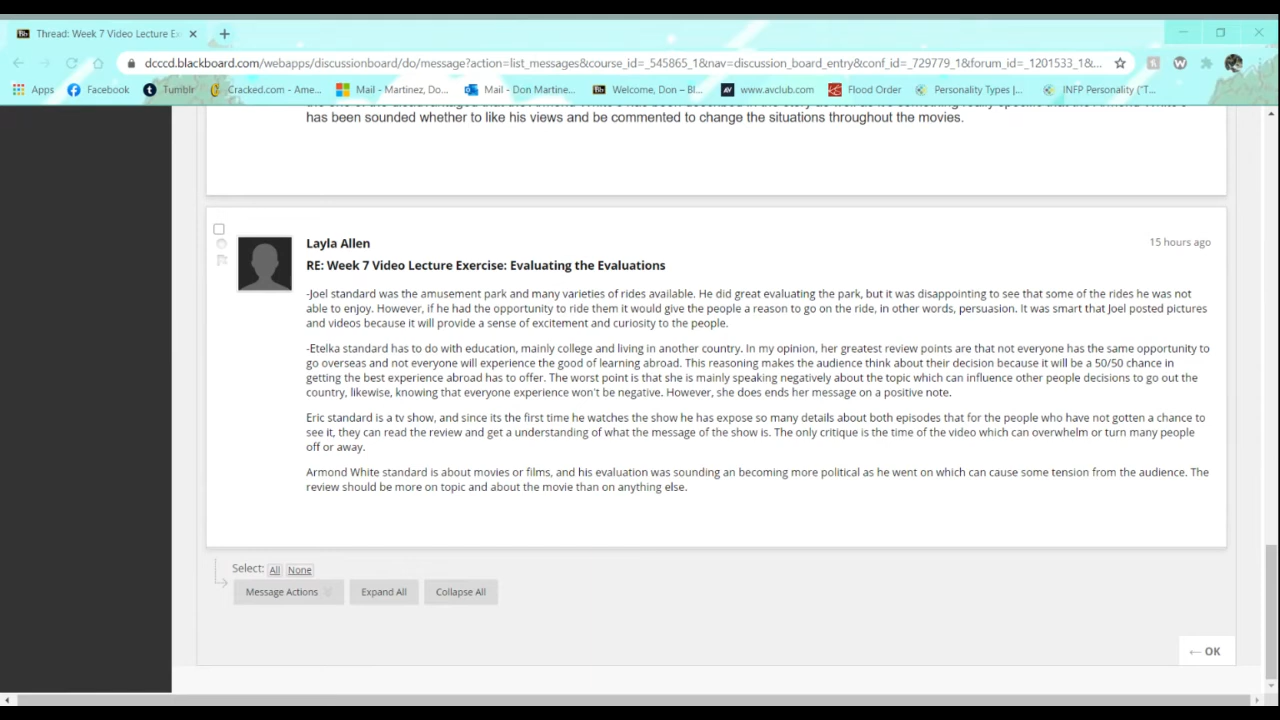 Thread: Week 7 Video Lecture Ex
dcccd.blackboard.com/webapps/discussionboard/do/message?action=list_messages&course_id=_545865_1&nav=discussion_board_entry&conf_id=_729779_1&forum_id=_1201533_1&...
Apps Facebook Tumblr Cracked.com - Ame... Mail - Martinez, Do... Mail - Don Martine... Bb Welcome, Don – Bl... AV www.avclub.com Flood Order Personality Types |... INFP Personality ("T...
has been sounded whether to like his views and be commented to change the situations throughout the movies.
Layla Allen
15 hours ago
RE: Week 7 Video Lecture Exercise: Evaluating the Evaluations
-Joel standard was the amusement park and many varieties of rides available. He did great evaluating the park, but it was disappointing to see that some of the rides he was not
able to enjoy. However, if he had the opportunity to ride them it would give the people a reason to go on the ride, in other words, persuasion. It was smart that Joel posted pictures
and videos because it will provide a sense of excitement and curiosity to the people.
-Etelka standard has to do with education, mainly college and living in another country. In my opinion, her greatest review points are that not everyone has the same opportunity to
go overseas and not everyone will experience the good of learning abroad. This reasoning makes the audience think about their decision because it will be a 50/50 chance in
getting the best experience abroad has to offer. The worst point is that she is mainly speaking negatively about the topic which can influence other people decisions to go out the
country, likewise, knowing that everyone experience won't be negative. However, she does ends her message on a positive note.
Eric standard is a tv show, and since its the first time he watches the show he has expose so many details about both episodes that for the people who have not gotten a chance to
see it, they can read the review and get a understanding of what the message of the show is. The only critique is the time of the video which can overwhelm or turn many people
off or away.
Armond White standard is about movies or films, and his evaluation was sounding an becoming more political as he went on which can cause some tension from the audience. The
review should be more on topic and about the movie than on anything else.
Select: All None
Message Actions Expand All Collapse All
← OK